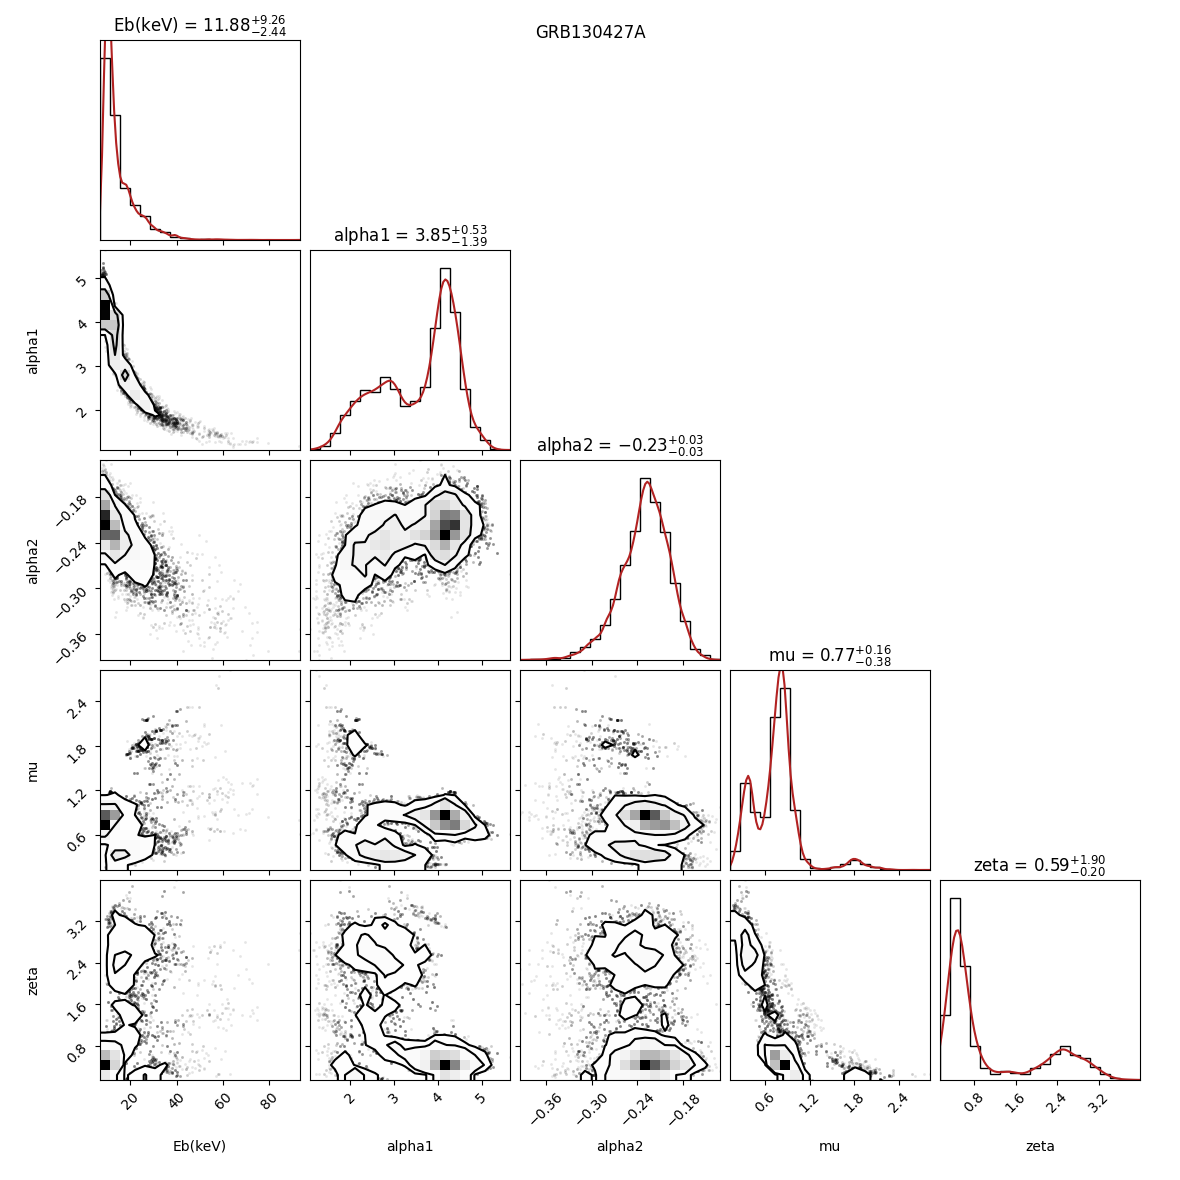 GRB130427A
Eb(keV) = 11.88+9.26−2.44
alpha1 = 3.85+0.53−1.39
5
4
3
2
alpha1
alpha2 = −0.23+0.03−0.03
−0.18
−0.24
−0.30
−0.36
alpha2
mu = 0.77+0.16−0.38
2.4
1.8
1.2
0.6
mu
zeta = 0.59+1.90−0.20
3.2
2.4
1.6
0.8
zeta
20 40 60 80
2 3 4 5
−0.36 −0.30 −0.24 −0.18
0.6 1.2 1.8 2.4
0.8 1.6 2.4 3.2
Eb(keV) alpha1 alpha2 mu zeta